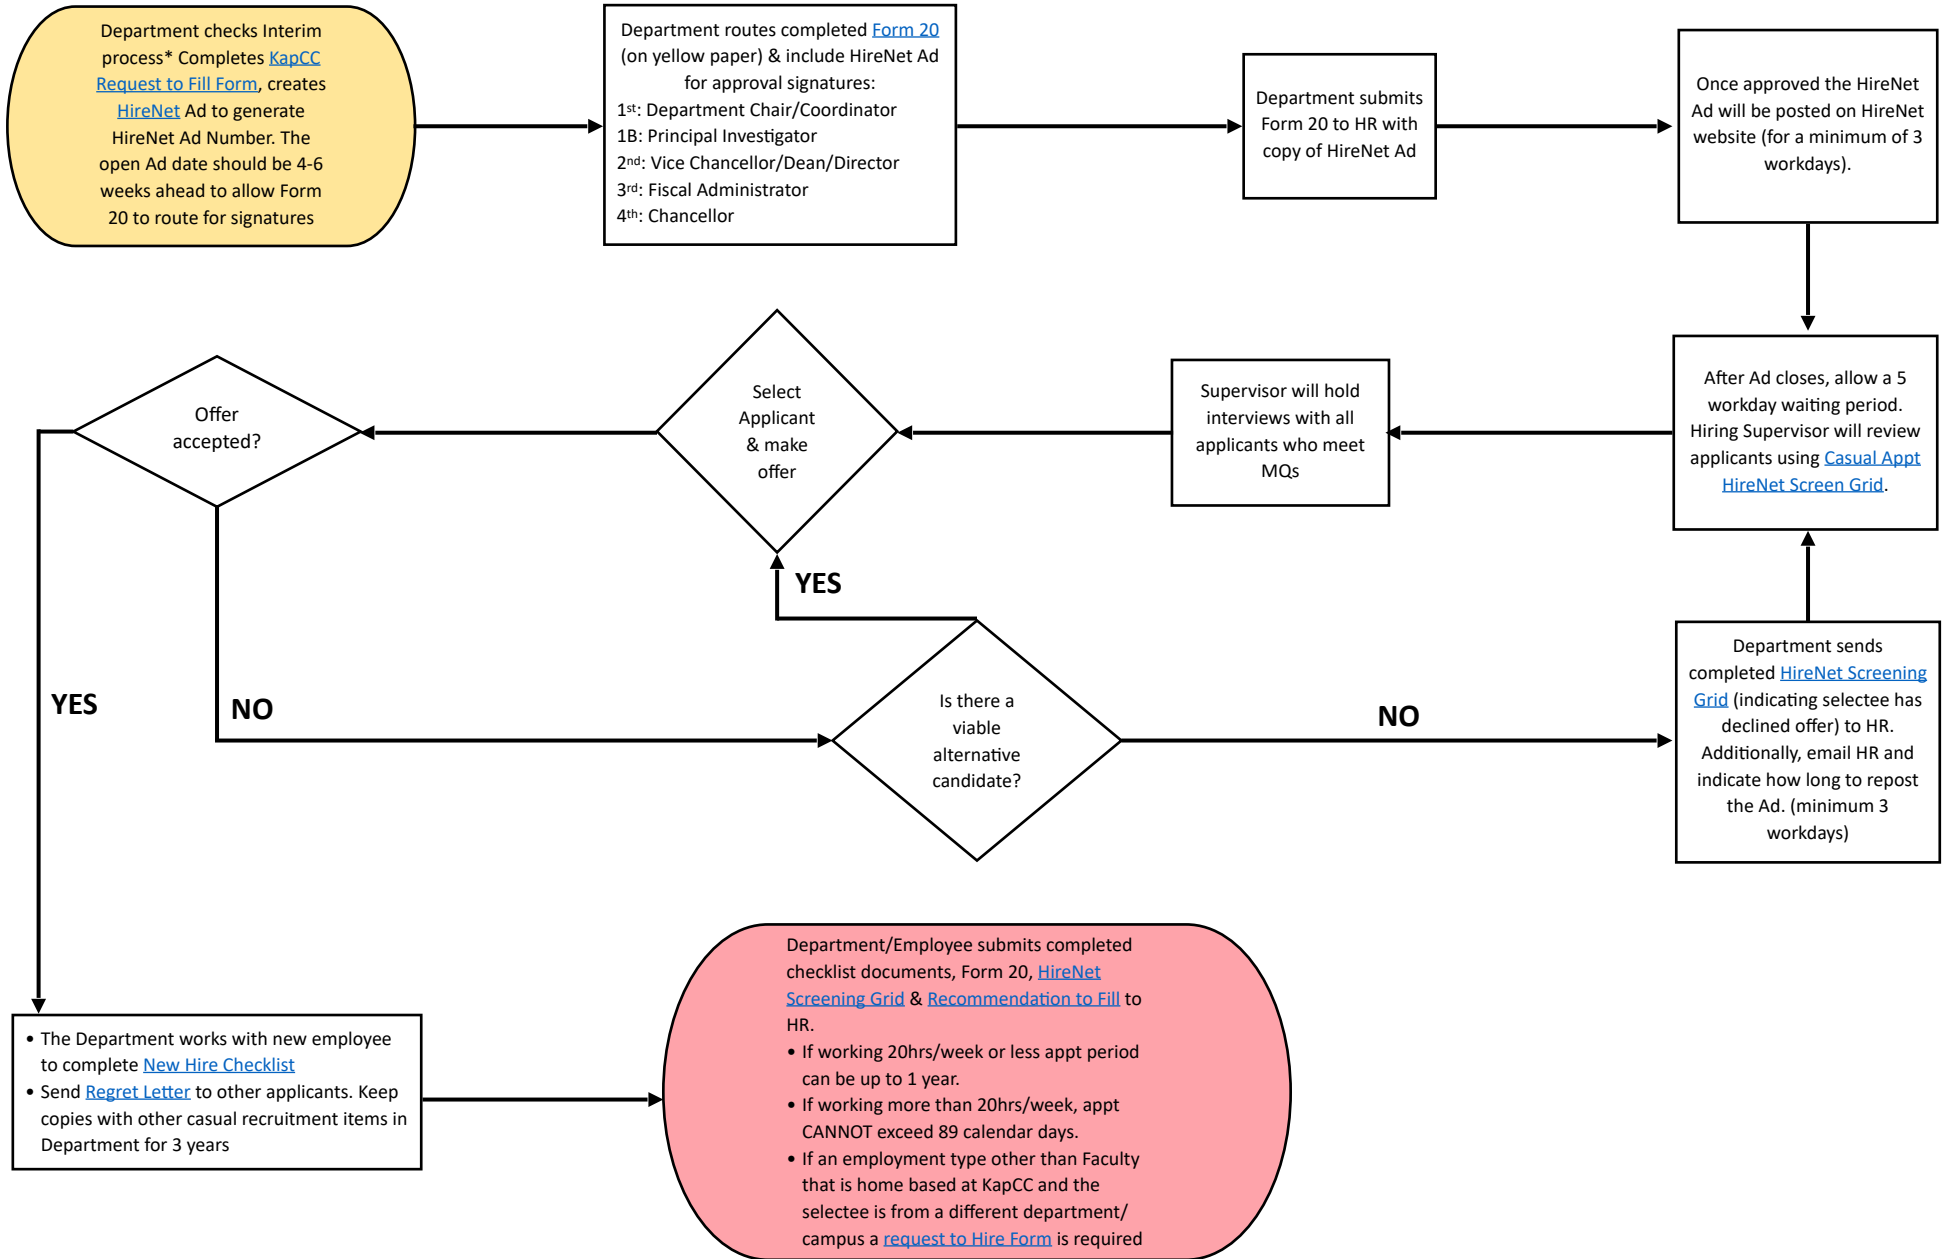 Department checks Interim
process* Completes KapCC
Request to Fill Form, creates
HireNet Ad to generate
HireNet Ad Number. The
open Ad date should be 4-6
weeks ahead to allow Form
20 to route for signatures
Department routes completed Form 20
(on yellow paper) & include HireNet Ad
for approval signatures:
1st: Department Chair/Coordinator
1B: Principal Investigator
2nd: Vice Chancellor/Dean/Director
3rd: Fiscal Administrator
4th: Chancellor
Department submits
Form 20 to HR with
copy of HireNet Ad
Once approved the HireNet
Ad will be posted on HireNet
website (for a minimum of 3
workdays).
After Ad closes, allow a 5
workday waiting period.
Hiring Supervisor will review
applicants using Casual Appt
HireNet Screen Grid.
Supervisor will hold
interviews with all
applicants who meet
MQs
Select
Applicant
& make
offer
Offer
accepted?
YES
NO
YES
Is there a
viable
alternative
candidate?
NO
Department sends
completed HireNet Screening
Grid (indicating selectee has
declined offer) to HR.
Additionally, email HR and
indicate how long to repost
the Ad. (minimum 3
workdays)
• The Department works with new employee
to complete New Hire Checklist
• Send Regret Letter to other applicants. Keep
copies with other casual recruitment items in
Department for 3 years
Department/Employee submits completed
checklist documents, Form 20, HireNet
Screening Grid & Recommendation to Fill to
HR.
• If working 20hrs/week or less appt period
can be up to 1 year.
• If working more than 20hrs/week, appt
CANNOT exceed 89 calendar days.
• If an employment type other than Faculty
that is home based at KapCC and the
selectee is from a different department/
campus a request to Hire Form is required